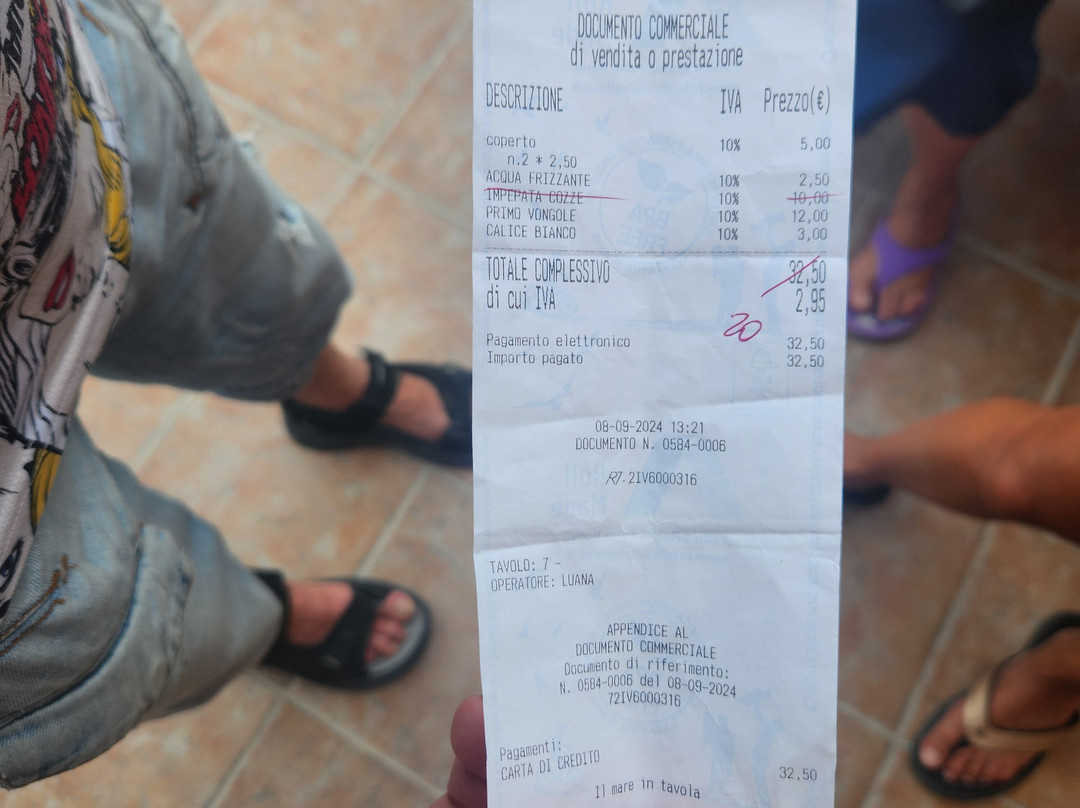 DOCUMENTO COMMERCIALE
di vendita o prestazione
DESCRIZIONE IVA Prezzo(€)
coperto 10% 5,00
n.2 * 2,50
ACQUA FRIZZANTE 10% 2,50
IMPEPATA COZZE 10% 10,00
PRIMO VONGOLE 10% 12,00
CALICE BIANCO 10% 3,00
TOTALE COMPLESSIVO 32,50
di cui IVA 2,95
20
Pagamento elettronico 32,50
Importo pagato 32,50
08-09-2024 13:21
DOCUMENTO N. 0584-0006
RT 2IV6000316
TAVOLO: 7 -
OPERATORE: LUANA
APPENDICE AL
DOCUMENTO COMMERCIALE
Documento di riferimento:
N. 0584-0006 del 08-09-2024
72IV6000316
Pagamenti:
CARTA DI CREDITO 32,50
Il mare in tavola